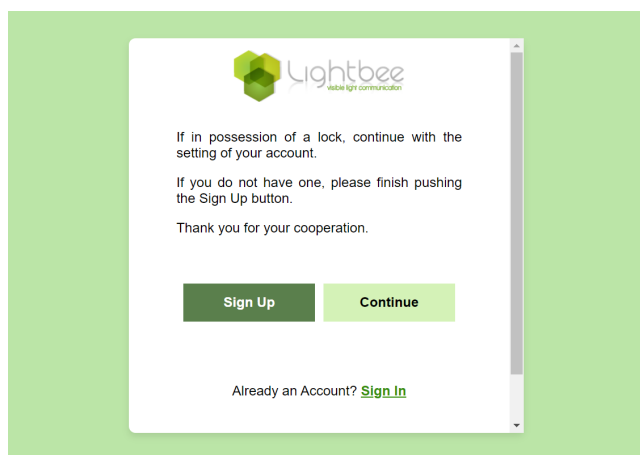 Lightbee
visible light communication
If in possession of a lock, continue with the
setting of your account.
If you do not have one, please finish pushing
the Sign Up button.
Thank you for your cooperation.
Sign Up
Continue
Already an Account? Sign In